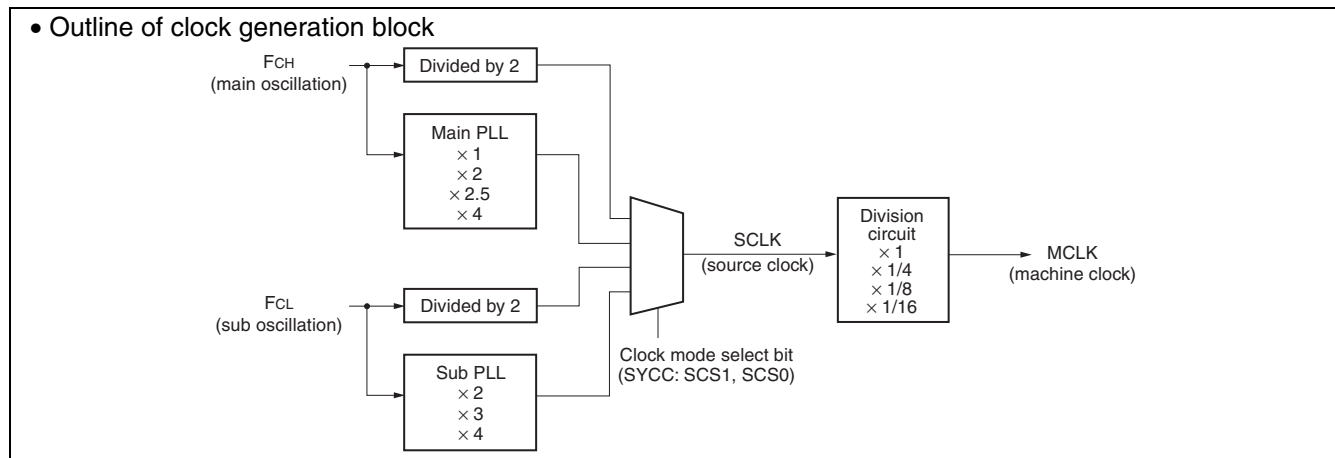 • Outline of clock generation block
FCH
(main oscillation)
Divided by 2
Main PLL
× 1
× 2
× 2.5
× 4
FCL
(sub oscillation)
Divided by 2
Sub PLL
× 2
× 3
× 4
Clock mode select bit
(SYCC: SCS1, SCS0)
SCLK
(source clock)
Division
circuit
× 1
× 1/4
× 1/8
× 1/16
MCLK
(machine clock)